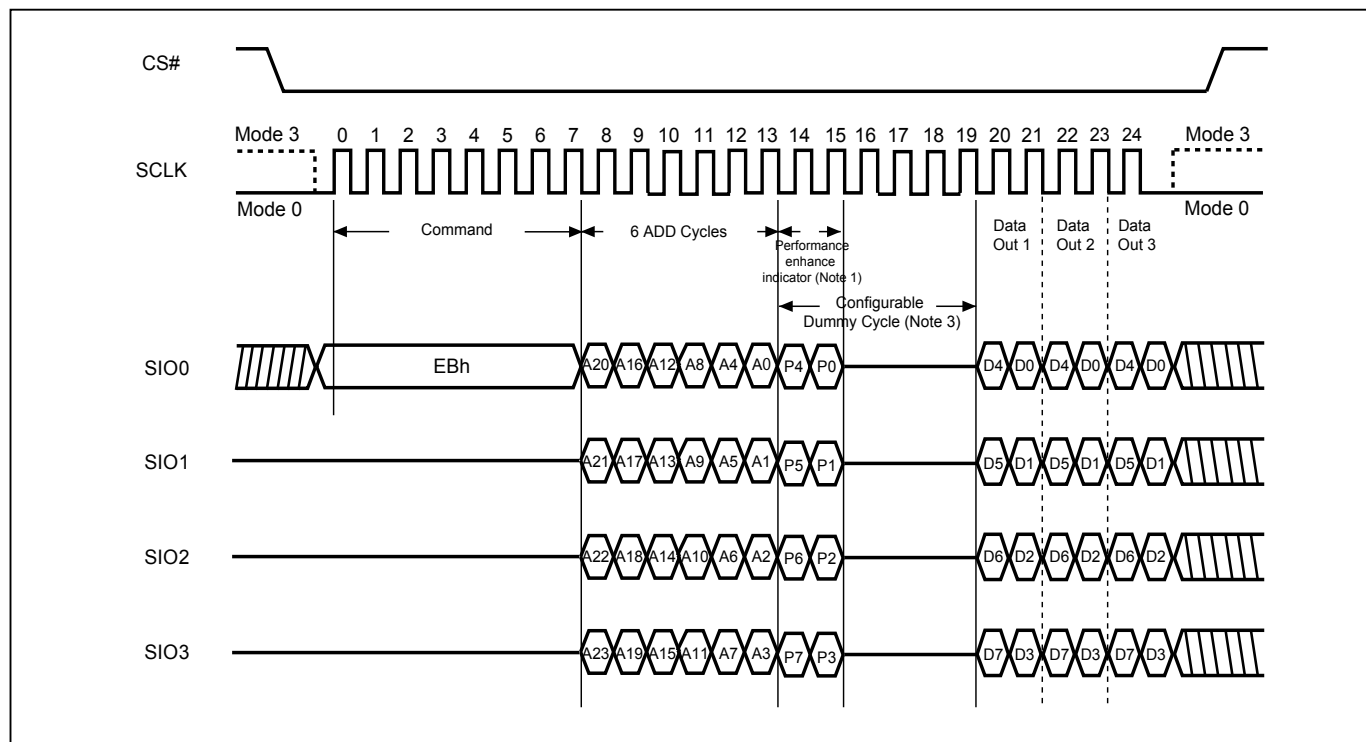 CS#
Mode 3 0 1 2 3 4 5 6 7 8 9 10 11 12 13 14 15 16 17 18 19 20 21 22 23 24 Mode 3
SCLK
Mode 0 Mode 0
Command 6 ADD Cycles Performance enhance indicator (Note 1) Data Out 1 Data Out 2 Data Out 3
Configurable
Dummy Cycle (Note 3)
SIO0 EBh A20 A16 A12 A8 A4 A0 P4 P0 D4 D0 D4 D0 D4 D0
SIO1 A21 A17 A13 A9 A5 A1 P5 P1 D5 D1 D5 D1 D5 D1
SIO2 A22 A18 A14 A10 A6 A2 P6 P2 D6 D2 D6 D2 D6 D2
SIO3 A23 A19 A15 A11 A7 A3 P7 P3 D7 D3 D7 D3 D7 D3